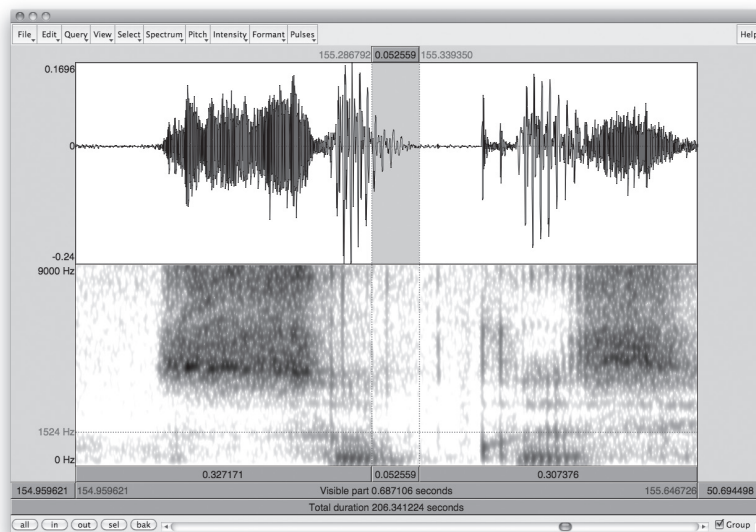 File Edit Query View Select Spectrum Pitch Intensity Formant Pulses Help
155.286792 0.052559 155.339350
0.1696
0
-0.24
9000 Hz
1524 Hz
0 Hz
0.327171 0.052559 0.307376
154.959621 154.959621 Visible part 0.687106 seconds 155.646726 50.694498
Total duration 206.341224 seconds
all in out sel bak Group